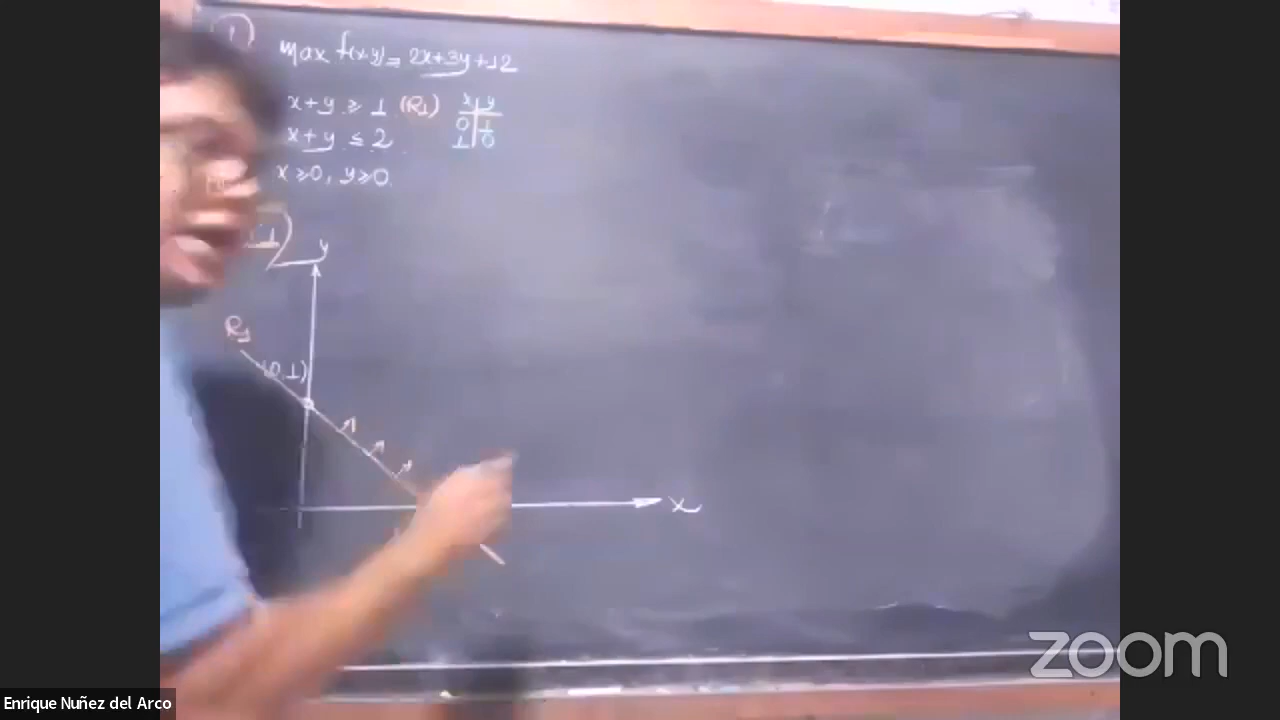 1)
max f(x,y) = 2x+3y+12
x+y ≥ 1 (R1) x y
0 1
x+y ≤ 2 1 0
x≥0, y≥0.
y
R1
(0,1)
x
zoom
Enrique Nuñez del Arco